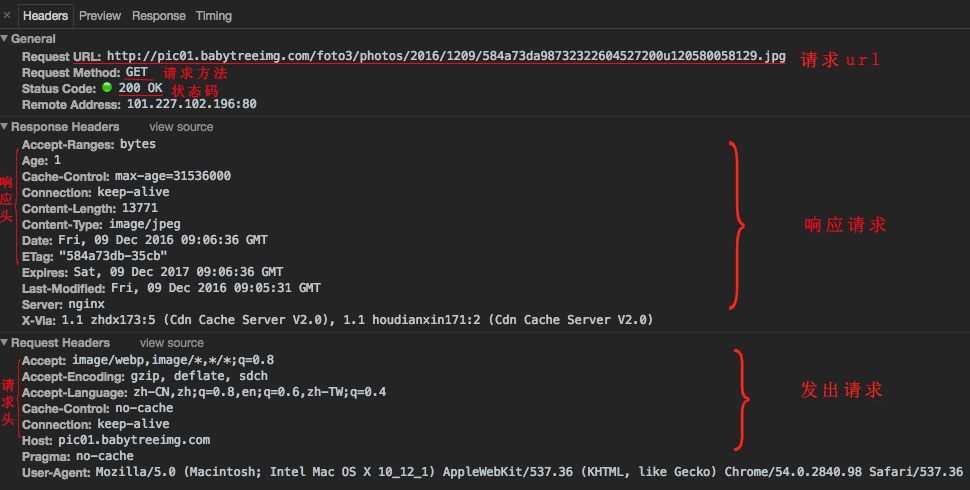 × Headers Preview Response Timing
General
Request URL: http://pic01.babytreeimg.com/foto3/photos/2016/1209/584a73da98732322604527200u120580058129.jpg 请求url
Request Method: GET 请求方法
Status Code: 200 OK 状态码
Remote Address: 101.227.102.196:80
Response Headers view source
Accept-Ranges: bytes
Age: 1
Cache-Control: max-age=31536000
Connection: keep-alive
Content-Length: 13771
Content-Type: image/jpeg
Date: Fri, 09 Dec 2016 09:06:36 GMT
ETag: "584a73db-35cb"
Expires: Sat, 09 Dec 2017 09:06:36 GMT
Last-Modified: Fri, 09 Dec 2016 09:05:31 GMT
Server: nginx
X-Via: 1.1 zhdx173:5 (Cdn Cache Server V2.0), 1.1 houdianxin171:2 (Cdn Cache Server V2.0)
响应头
响应请求
Request Headers view source
Accept: image/webp,image/*,*/*;q=0.8
Accept-Encoding: gzip, deflate, sdch
Accept-Language: zh-CN,zh;q=0.8,en;q=0.6,zh-TW;q=0.4
Cache-Control: no-cache
Connection: keep-alive
Host: pic01.babytreeimg.com
Pragma: no-cache
User-Agent: Mozilla/5.0 (Macintosh; Intel Mac OS X 10_12_1) AppleWebKit/537.36 (KHTML, like Gecko) Chrome/54.0.2840.98 Safari/537.36
请求头
发出请求